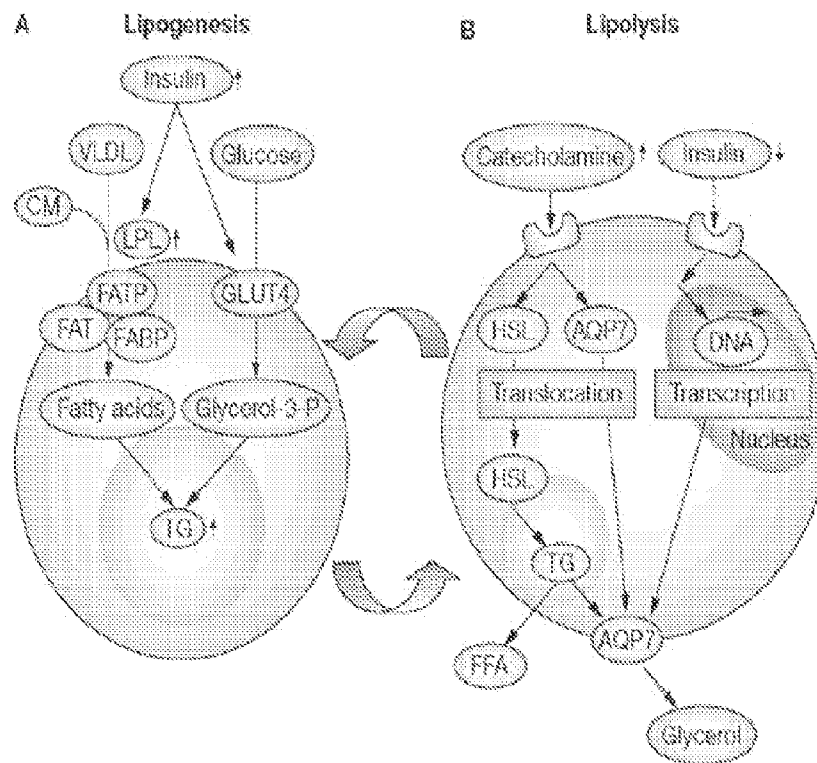 A Lipogenesis
Insulin ↑
VLDL
Glucose
CM
LPL ↑
FATP
GLUT4
FAT
FABP
Fatty acids
Glycerol-3-P
TG ↑
B Lipolysis
Catecholamine ↑
Insulin ↓
HSL
AQP7
DNA
Translocation
Transcription
Nucleus
HSL
TG
AQP7
FFA
Glycerol